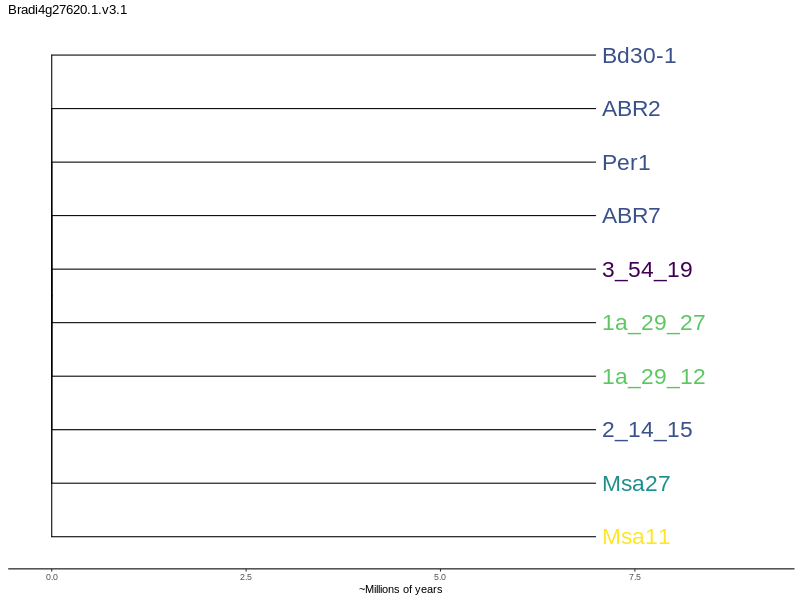 Bradi4g27620.1.v3.1
Bd30-1
ABR2
Per1
ABR7
3_54_19
1a_29_27
1a_29_12
2_14_15
Msa27
Msa11
0.0 2.5 5.0 7.5
~Millions of years